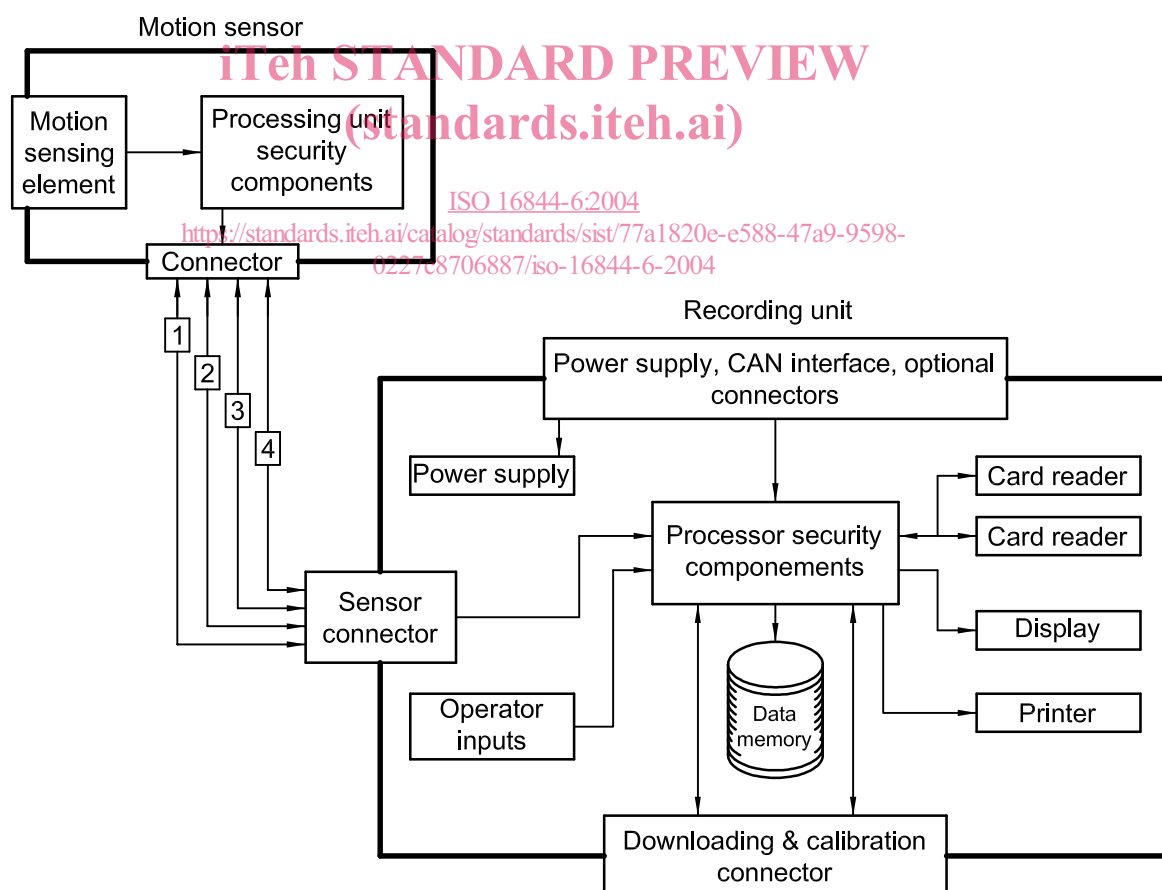 Motion sensor
iTeh STANDARD PREVIEW
(standards.iteh.ai)
Motion
sensing
element
Processing unit
security
components
ISO 16844-6:2004
https://standards.iteh.ai/catalog/standards/sist/77a1820e-e588-47a9-9598-
0227c8706887/iso-16844-6-2004
Connector
1
2
3
4
Recording unit
Power supply, CAN interface, optional
connectors
Power supply
Card reader
Card reader
Processor security
componements
Sensor
connector
Display
Operator
inputs
Data
memory
Printer
Downloading & calibration
connector